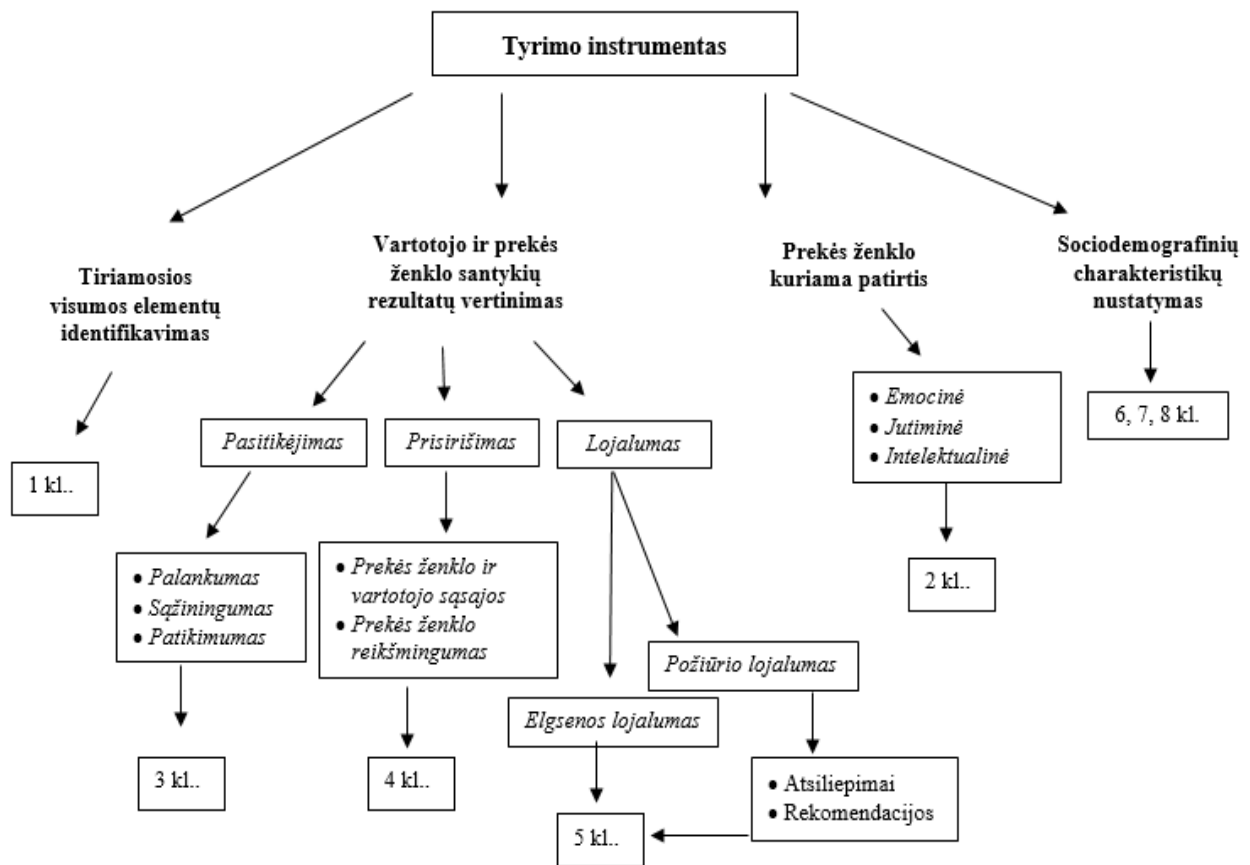 Tyrimo instrumentas
Tiriamosios
visumos elementų
identifikavimas
Vartotojo ir prekės
ženklo santykių
rezultatų vertinimas
Prekės ženklo
kuriama patirtis
Sociodemografinių
charakteristikų
nustatymas
1 kl..
Pasitikėjimas
Prisirišimas
Lojalumas
• Emocinė
• Jutiminė
• Intelektualinė
6, 7, 8 kl.
• Palankumas
• Sąžiningumas
• Patikimumas
• Prekės ženklo ir
vartotojo sąsajos
• Prekės ženklo
reikšmingumas
2 kl..
Požiūrio lojalumas
Elgsenos lojalumas
3 kl..
4 kl..
• Atsiliepimai
• Rekomendacijos
5 kl..